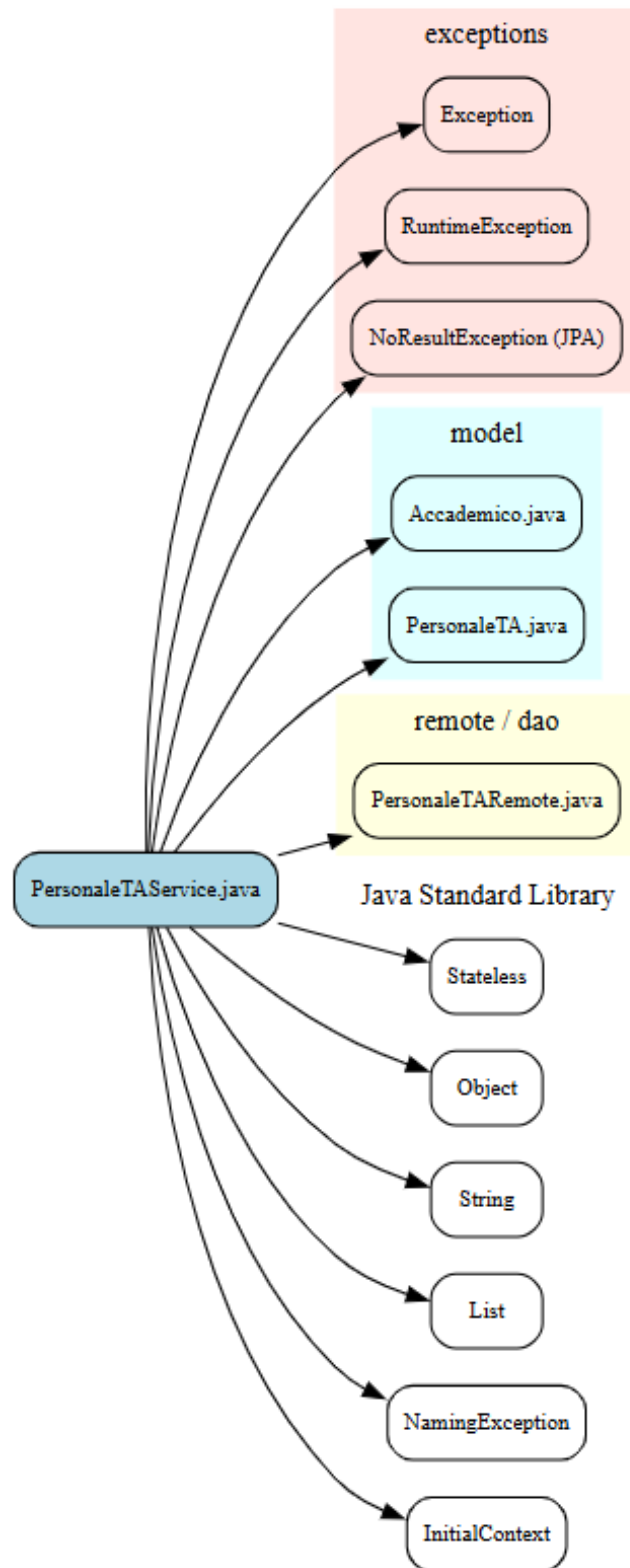 exceptions
Exception
RuntimeException
NoResultException (JPA)
model
Accademico.java
PersonaleTA.java
remote / dao
PersonaleTARemote.java
PersonaleTAService.java
Java Standard Library
Stateless
Object
String
List
NamingException
InitialContext